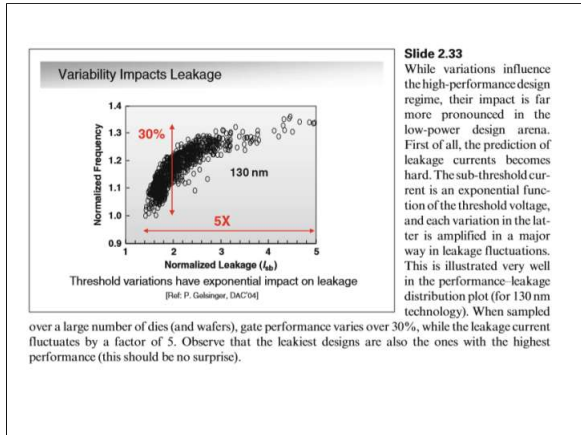 Variability Impacts Leakage
1.4
1.3
1.2
1.1
1.0
0.9
Normalized Frequency
30%
130 nm
5X
1 2 3 4 5
Normalized Leakage (Isb)
Threshold variations have exponential impact on leakage
[Ref: P. Gelsinger, DAC'04]
Slide 2.33
While variations influence
the high-performance design
regime, their impact is far
more pronounced in the
low-power design arena.
First of all, the prediction of
leakage currents becomes
hard. The sub-threshold cur-
rent is an exponential func-
tion of the threshold voltage,
and each variation in the lat-
ter is amplified in a major
way in leakage fluctuations.
This is illustrated very well
in the performance–leakage
distribution plot (for 130 nm
technology). When sampled
over a large number of dies (and wafers), gate performance varies over 30%, while the leakage current
fluctuates by a factor of 5. Observe that the leakiest designs are also the ones with the highest
performance (this should be no surprise).